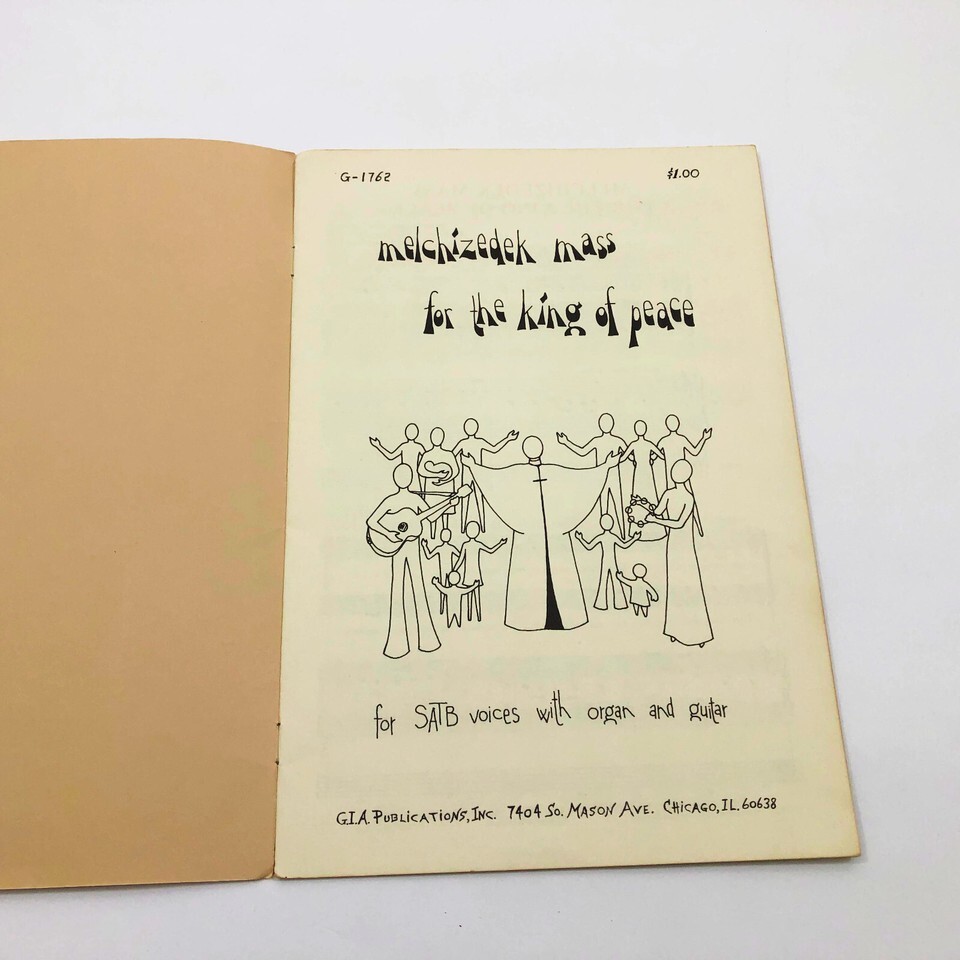 G-1762
$1.00
melchizedek mass
for the king of peace
for SATB voices with organ and guitar
G.I.A. PUBLICATIONS, INC. 7404 SO. MASON AVE. CHICAGO, IL. 60638